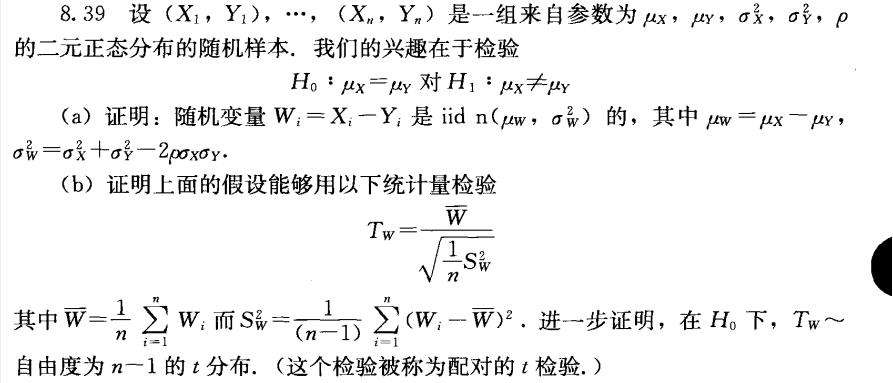 8.39 设 (X₁, Y₁), …, (Xₙ, Yₙ) 是一组来自参数为 μ_X, μ_Y, σ²_X, σ²_Y, ρ
的二元正态分布的随机样本. 我们的兴趣在于检验
H₀：μ_X=μ_Y 对 H₁：μ_X≠μ_Y
(a) 证明：随机变量 Wᵢ=Xᵢ−Yᵢ 是 iid n(μ_W, σ²_W) 的，其中 μ_W=μ_X−μ_Y,
σ²_W=σ²_X+σ²_Y−2ρσ_Xσ_Y.
(b) 证明上面的假设能够用以下统计量检验
T_W = W̄ / √(1/n S²_W)
其中 W̄=1/n ∑ᵢ₌₁ⁿ Wᵢ 而 S²_W=1/(n−1) ∑ᵢ₌₁ⁿ (Wᵢ−W̄)². 进一步证明，在 H₀ 下，T_W～
自由度为 n−1 的 t 分布. (这个检验被称为配对的 t 检验.)